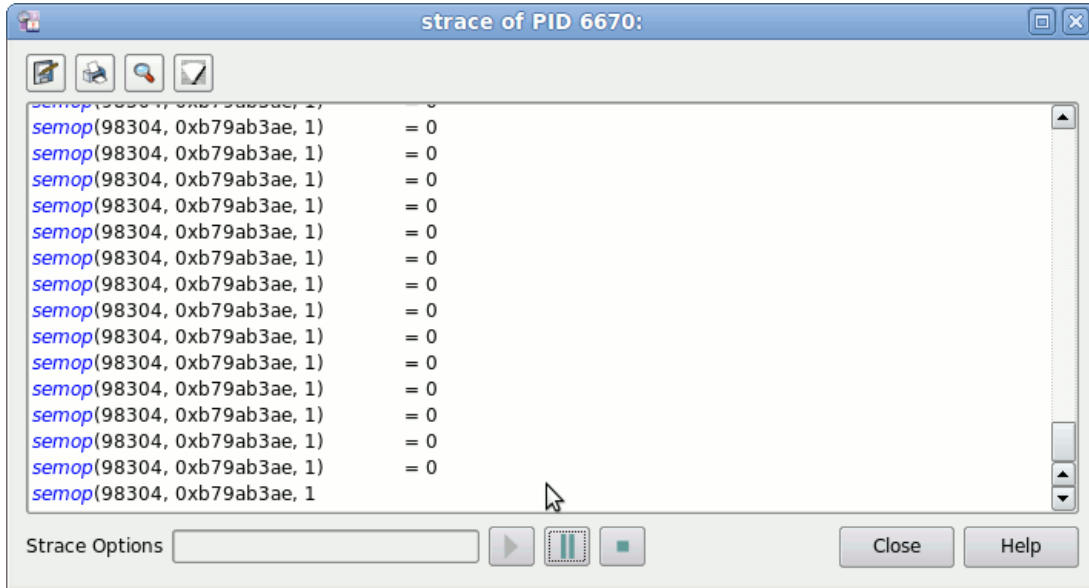 strace of PID 6670:
semop(98304, 0xb79ab3ae, 1) = 0
semop(98304, 0xb79ab3ae, 1) = 0
semop(98304, 0xb79ab3ae, 1) = 0
semop(98304, 0xb79ab3ae, 1) = 0
semop(98304, 0xb79ab3ae, 1) = 0
semop(98304, 0xb79ab3ae, 1) = 0
semop(98304, 0xb79ab3ae, 1) = 0
semop(98304, 0xb79ab3ae, 1) = 0
semop(98304, 0xb79ab3ae, 1) = 0
semop(98304, 0xb79ab3ae, 1) = 0
semop(98304, 0xb79ab3ae, 1) = 0
semop(98304, 0xb79ab3ae, 1) = 0
semop(98304, 0xb79ab3ae, 1) = 0
semop(98304, 0xb79ab3ae, 1) = 0
semop(98304, 0xb79ab3ae, 1
Strace Options Close Help